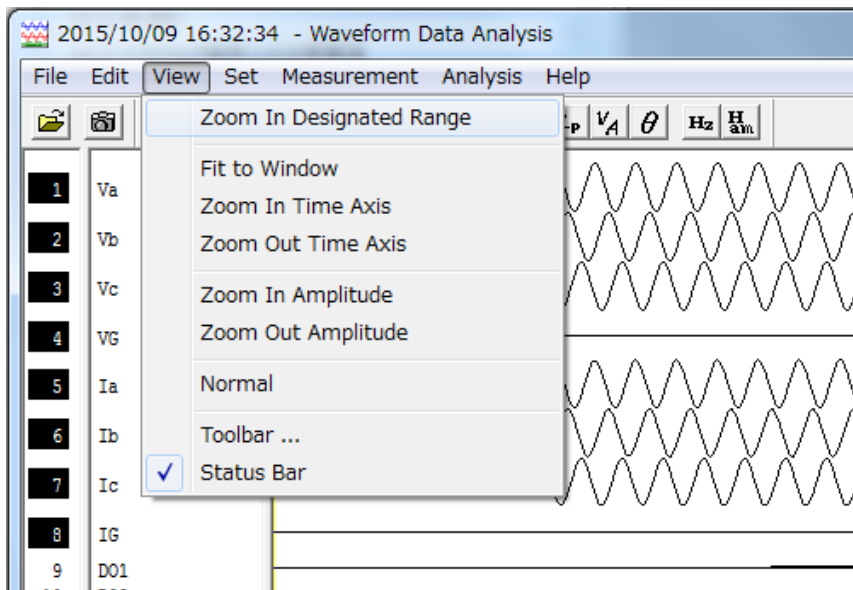 2015/10/09 16:32:34 - Waveform Data Analysis
File Edit View Set Measurement Analysis Help
Zoom In Designated Range
Fit to Window
Zoom In Time Axis
Zoom Out Time Axis
Zoom In Amplitude
Zoom Out Amplitude
Normal
Toolbar ...
Status Bar
P VA θ Hz Ham
1 Va
2 Vb
3 Vc
4 VG
5 Ia
6 Ib
7 Ic
8 IG
9 DO1